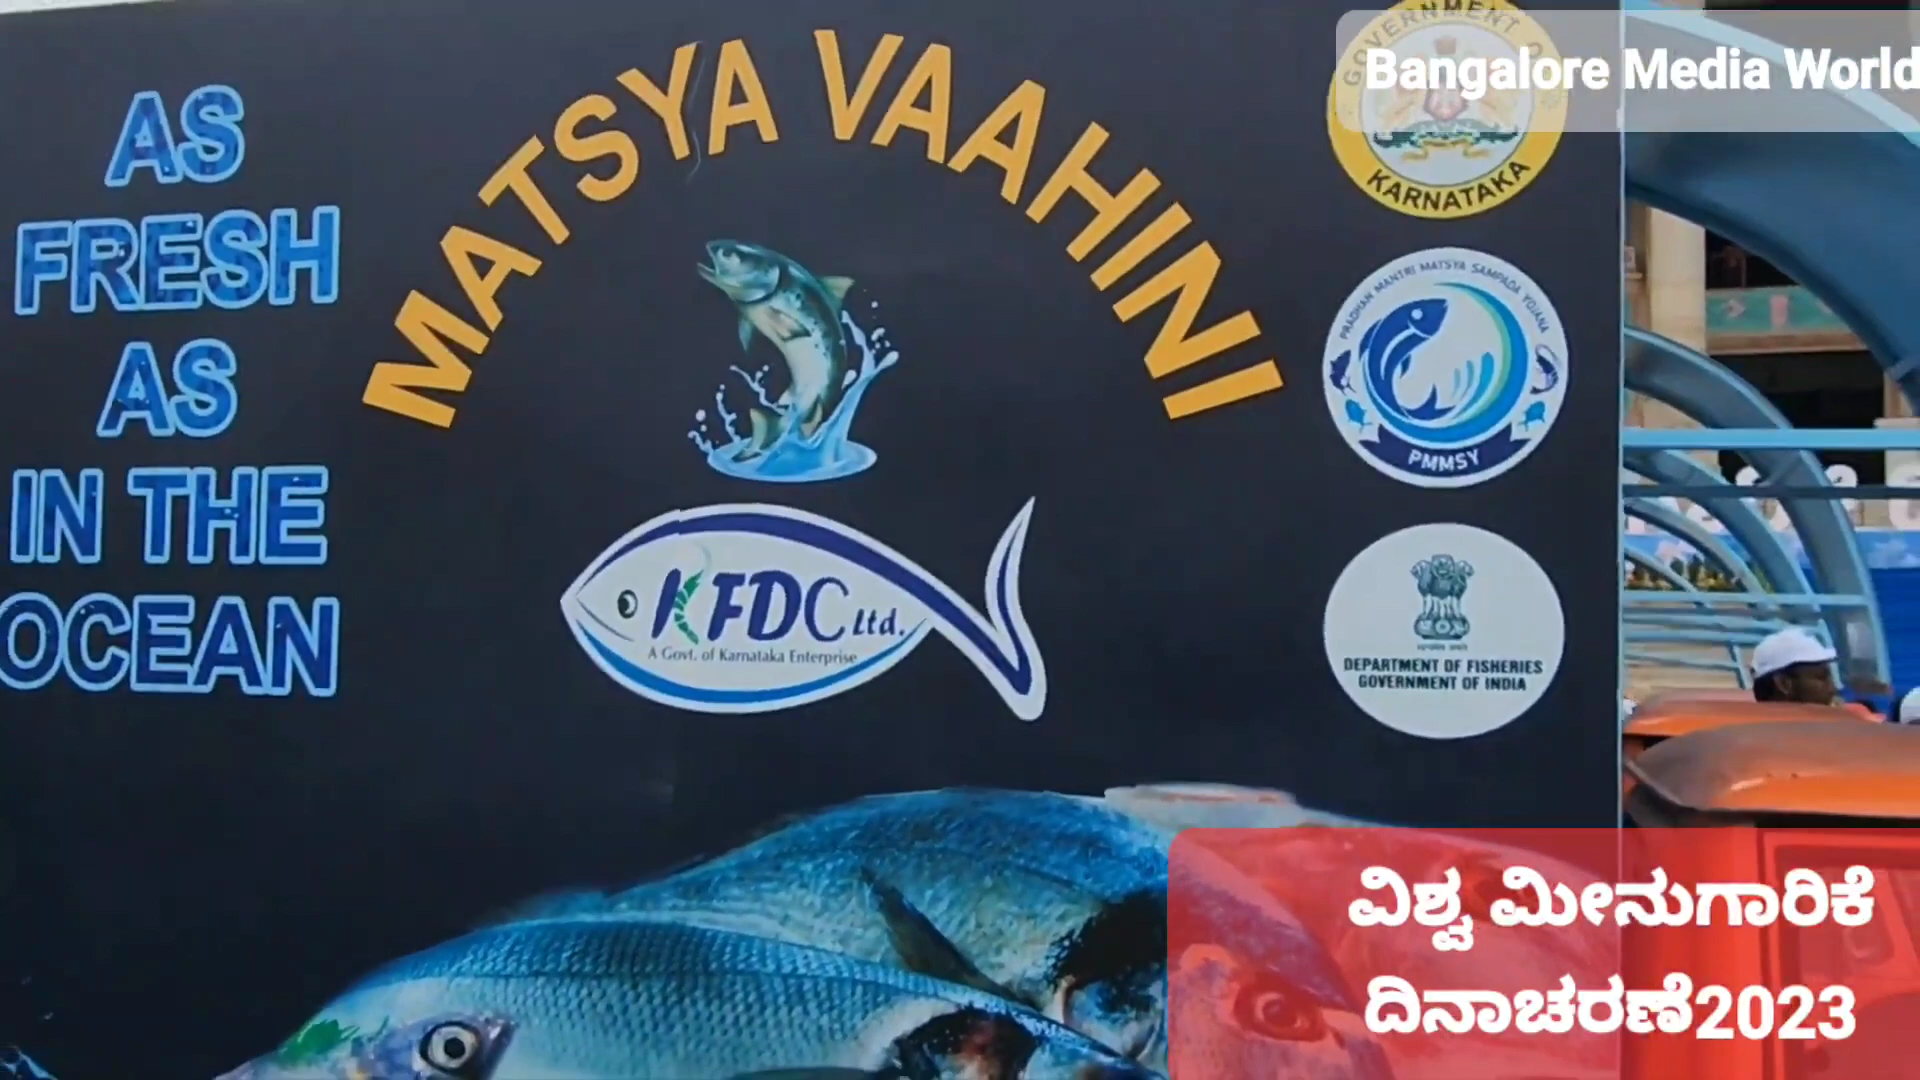 AS
FRESH
AS
IN THE
OCEAN
MATSYA VAAHINI
KFDC Ltd.
A Govt. of Karnataka Enterprise
GOVERNMENT OF
KARNATAKA
PRADHAN MANTRI MATSYA SAMPADA YOJANA
PMMSY
DEPARTMENT OF FISHERIES
GOVERNMENT OF INDIA
Bangalore Media World
ವಿಶ್ವ ಮೀನುಗಾರಿಕೆ
ದಿನಾಚರಣೆ2023